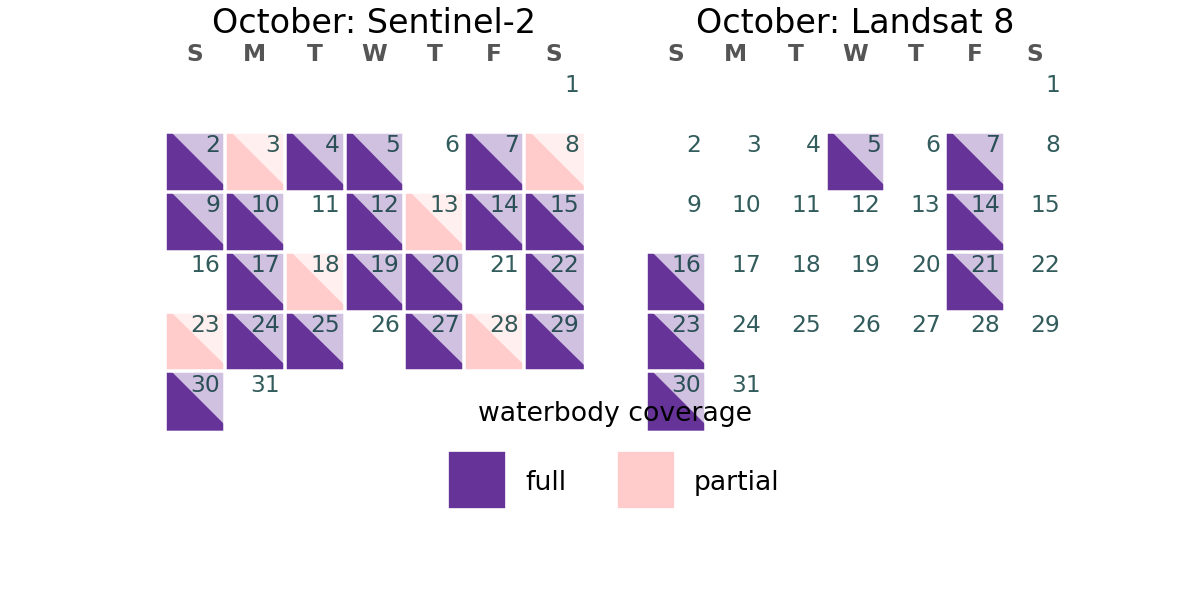 October: Sentinel-2
S M T W T F S
1
2 3 4 5 6 7 8
9 10 11 12 13 14 15
16 17 18 19 20 21 22
23 24 25 26 27 28 29
30 31
October: Landsat 8
S M T W T F S
1
2 3 4 5 6 7 8
9 10 11 12 13 14 15
16 17 18 19 20 21 22
23 24 25 26 27 28 29
30 31
waterbody coverage
full partial